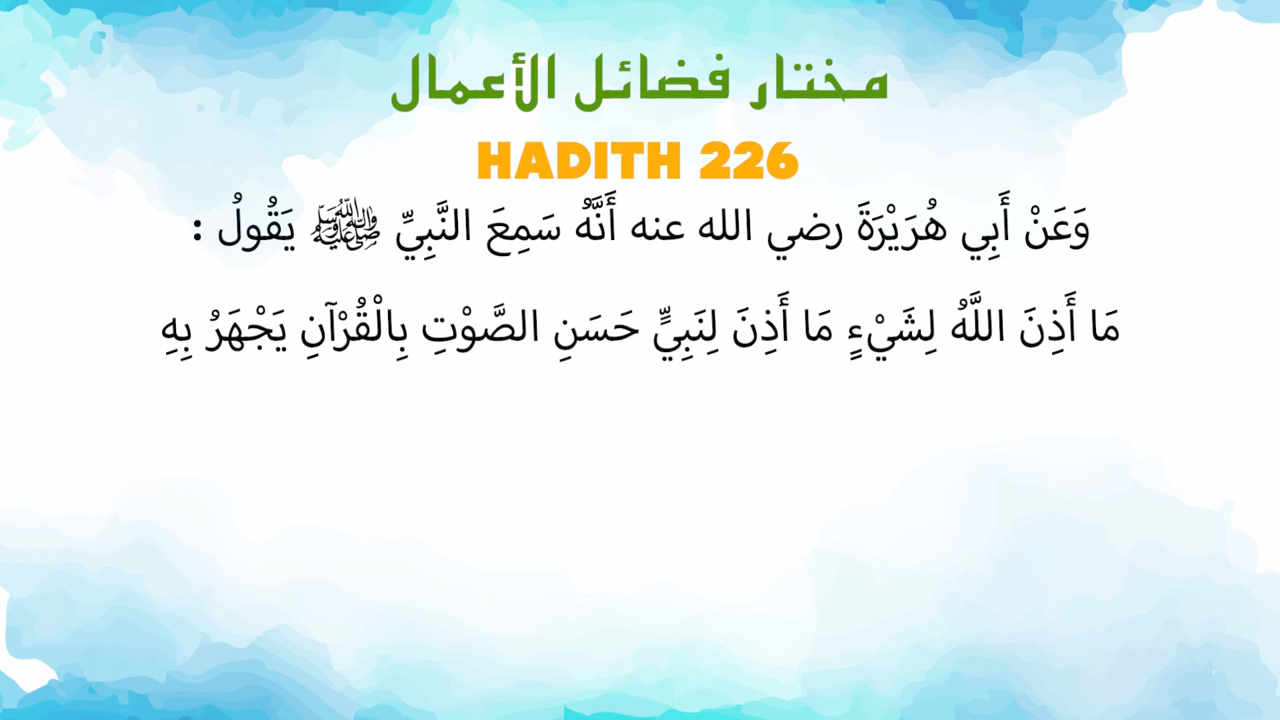 مختار فضائل الأعمال
HADITH 226
وَعَنْ أَبِي هُرَيْرَةَ رضي الله عنه أَنَّهُ سَمِعَ النَّبِيِّ ﷺ يَقُولُ :
مَا أَذِنَ اللَّهُ لِشَيْءٍ مَا أَذِنَ لِنَبِيٍّ حَسَنِ الصَّوْتِ بِالْقُرْآنِ يَجْهَرُ بِهِ